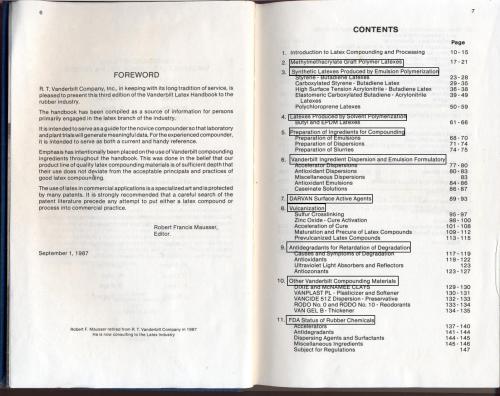 6
FOREWORD
R. T. Vanderbilt Company, Inc., in keeping with its long tradition of service, is
pleased to present this third edition of the Vanderbilt Latex Handbook to the
rubber industry.
The handbook has been compiled as a source of information for persons
primarily engaged in the latex branch of the industry.
It is intended to serve as a guide for the novice compounder so that laboratory
and plant trials will generate meaningful data. For the experienced compounder,
it is intended to serve as both a current and handy reference.
Emphasis has intentionally been placed on the use of Vanderbilt compounding
ingredients throughout the handbook. This was done in the belief that our
product line of quality latex compounding materials is of sufficient depth that
their use does not deviate from the acceptable principals and practices of
good latex compounding.
The use of latex in commercial applications is a specialized art and is protected
by many patents. It is strongly recommended that a careful search of the
patent literature precede any attempt to put either a latex compound or
process into commercial practice.
Robert Francis Mausser,
Editor.
September 1, 1987
Robert F. Mausser retired from R. T. Vanderbilt Company in 1987
He is now consulting to the Latex Industry
7
CONTENTS
Page
1. Introduction to Latex Compounding and Processing 10 - 15
2. Methylmethacrylate Graft Polymer Latexes 17 - 21
3. Synthetic Latexes Produced by Emulsion Polymerization
Styrene - Butadiene Latexes 23 - 28
Carboxylated Styrene - Butadiene Latex 29 - 35
High Surface Tension Acrylonitrile - Butadiene Latex 36 - 38
Elastomeric Carboxylated Butadiene - Acrylonitrile 39 - 49
Latexes
Polychloroprene Latexes 50 - 59
4. Latexes Produced by Solvent Polymerization
Butyl and EPDM Latexes 61 - 66
5. Preparation of Ingredients for Compounding
Preparation of Emulsions 68 - 70
Preparation of Dispersions 71 - 74
Preparation of Slurries 74 - 75
6. Vanderbilt Ingredient Dispersion and Emulsion Formulatory
Accelerator Dispersions 77 - 80
Antioxidant Dispersions 80 - 83
Miscellaneous Dispersions 83
Antioxidant Emulsions 84 - 86
Caseinate Solutions 86 - 87
7. DARVAN Surface Active Agents 89 - 93
8. Vulcanization
Sulfur Crosslinking 95 - 97
Zinc Oxide - Cure Activation 98 - 100
Acceleration of Cure 101 - 108
Maturation and Precure of Latex Compounds 109 - 112
Prevulcanized Latex Compounds 113 - 115
9. Antidegradants for Retardation of Degradation
Causes and Symptoms of Degradation 117 - 119
Antioxidants 119 - 122
Ultraviolet Light Absorbers and Reflectors 123
Antiozonants 123 - 127
10. Other Vanderbilt Compounding Materials
DIXIE and McNAMEE CLAYS 129 - 130
VANPLAST PL - Plasticizer and Softener 130 - 131
VANCIDE 51Z Dispersion - Preservative 132 - 133
RODO No. 0 and RODO No. 10 - Reodorants 133 - 134
VAN GEL B - Thickener 134 - 135
11. FDA Status of Rubber Chemicals
Accelerators 137 - 140
Antidegradants 141 - 144
Dispersing Agents and Surfactants 144 - 145
Miscellaneous Ingredients 145 - 146
Subject for Regulations 147